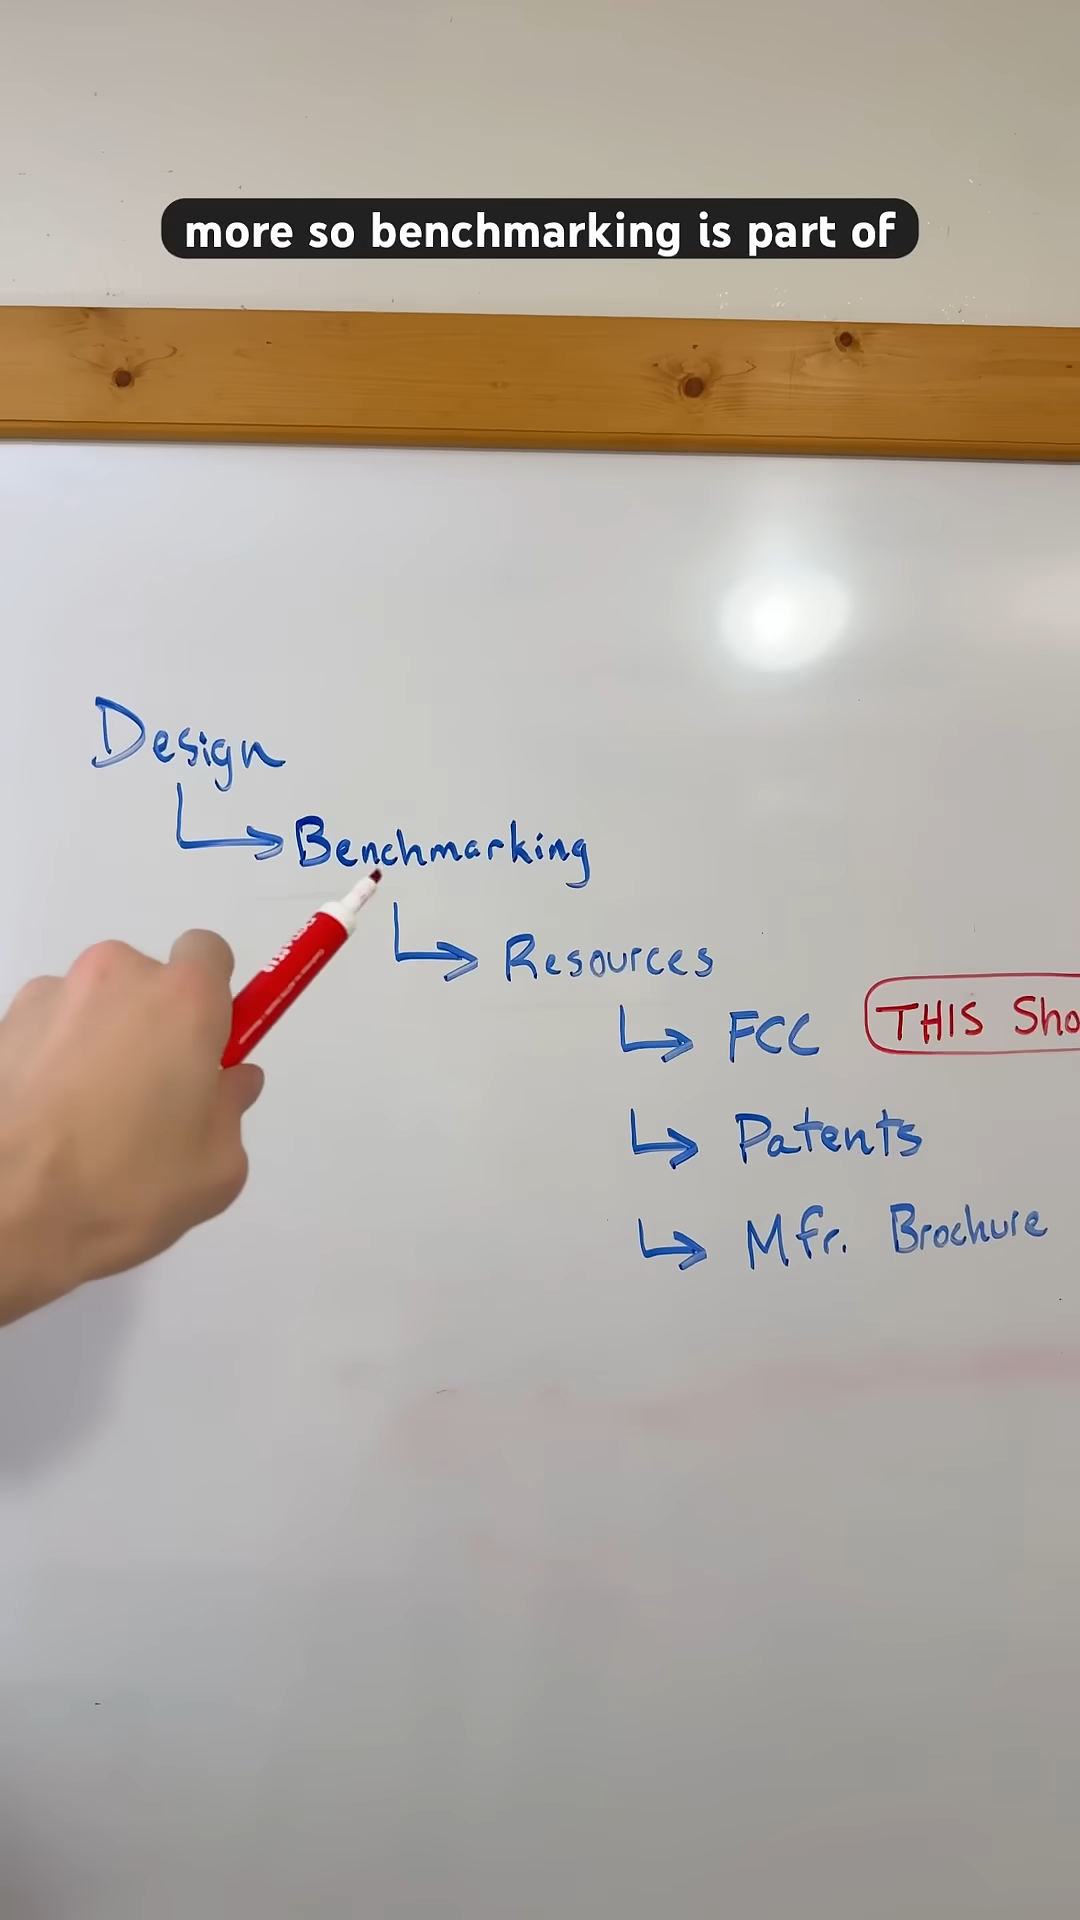 more so benchmarking is part of
Design
Benchmarking
Resources
FCC
THIS Sho
Patents
Mfr. Brochure